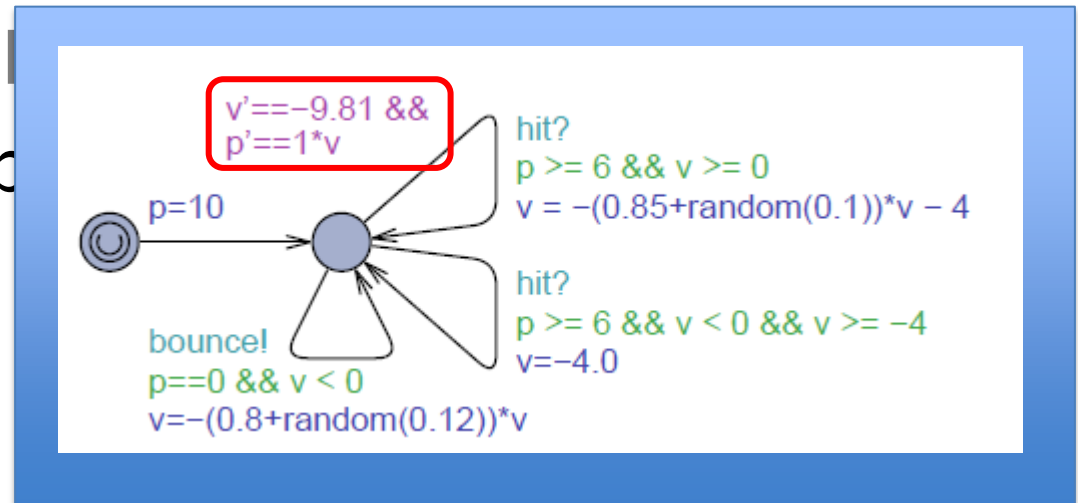 v’==−9.81 &&
p’==1*v
p=10
hit?
p >= 6 && v >= 0
v = −(0.85+random(0.1))*v − 4
hit?
p >= 6 && v < 0 && v >= −4
v=−4.0
bounce!
p==0 && v < 0
v=−(0.8+random(0.12))*v